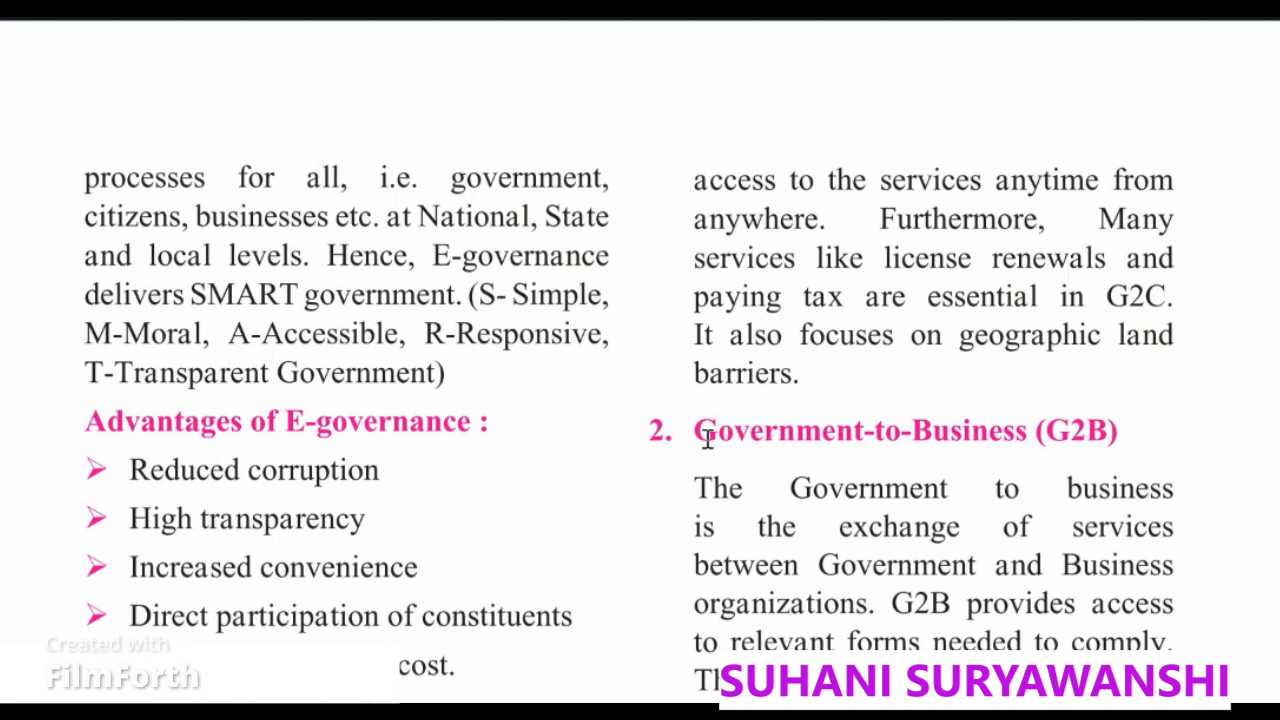 processes for all, i.e. government,
citizens, businesses etc. at National, State
and local levels. Hence, E-governance
delivers SMART government. (S- Simple,
M-Moral, A-Accessible, R-Responsive,
T-Transparent Government)
Advantages of E-governance :
➢ Reduced corruption
➢ High transparency
➢ Increased convenience
➢ Direct participation of constituents
cost.
access to the services anytime from
anywhere. Furthermore, Many
services like license renewals and
paying tax are essential in G2C.
It also focuses on geographic land
barriers.
2. Government-to-Business (G2B)
The Government to business
is the exchange of services
between Government and Business
organizations. G2B provides access
to relevant forms needed to comply.
Created with
FilmForth
SUHANI SURYAWANSHI